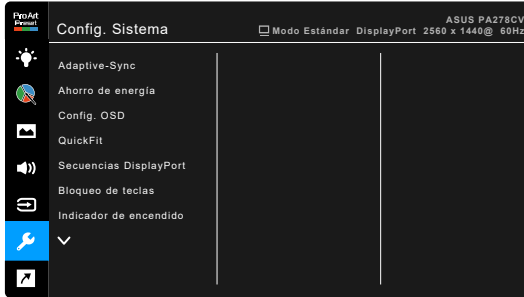 ProArt
Preset
Config. Sistema
ASUS PA278CV
Modo Estándar DisplayPort 2560 x 1440@ 60Hz
Adaptive-Sync
Ahorro de energía
Config. OSD
QuickFit
Secuencias DisplayPort
Bloqueo de teclas
Indicador de encendido